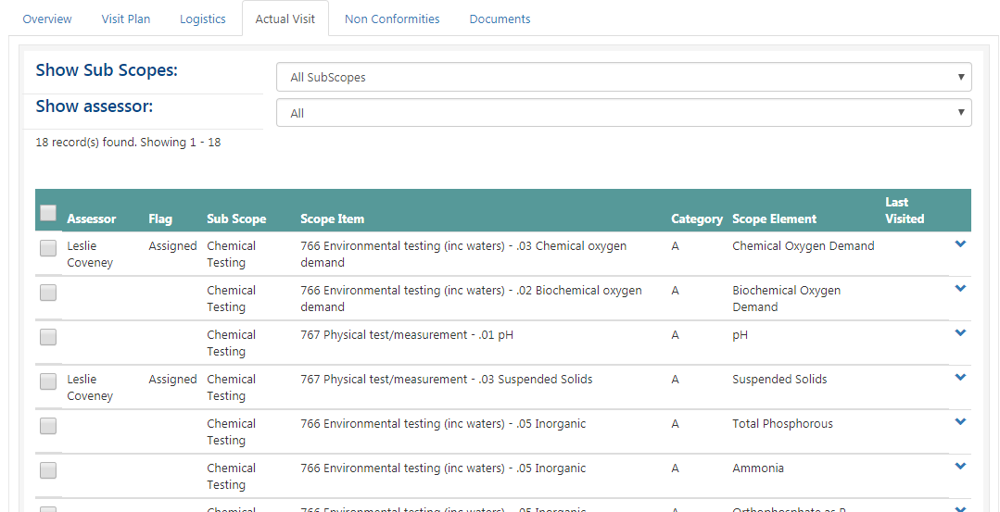 Overview Visit Plan Logistics Actual Visit Non Conformities Documents
Show Sub Scopes: All SubScopes
Show assessor: All
18 record(s) found. Showing 1 - 18
Assessor Flag Sub Scope Scope Item Category Scope Element Last Visited
Leslie Assigned Chemical 766 Environmental testing (inc waters) - .03 Chemical oxygen A Chemical Oxygen Demand
Coveney Testing demand
Chemical 766 Environmental testing (inc waters) - .02 Biochemical oxygen A Biochemical Oxygen
Testing demand Demand
Chemical 767 Physical test/measurement - .01 pH A pH
Testing
Leslie Assigned Chemical 767 Physical test/measurement - .03 Suspended Solids A Suspended Solids
Coveney Testing
Chemical 766 Environmental testing (inc waters) - .05 Inorganic A Total Phosphorous
Testing
Chemical 766 Environmental testing (inc waters) - .05 Inorganic A Ammonia
Testing
Chemical 766 Environmental testing (inc waters) - .05 Inorganic A Orthophosphate as P